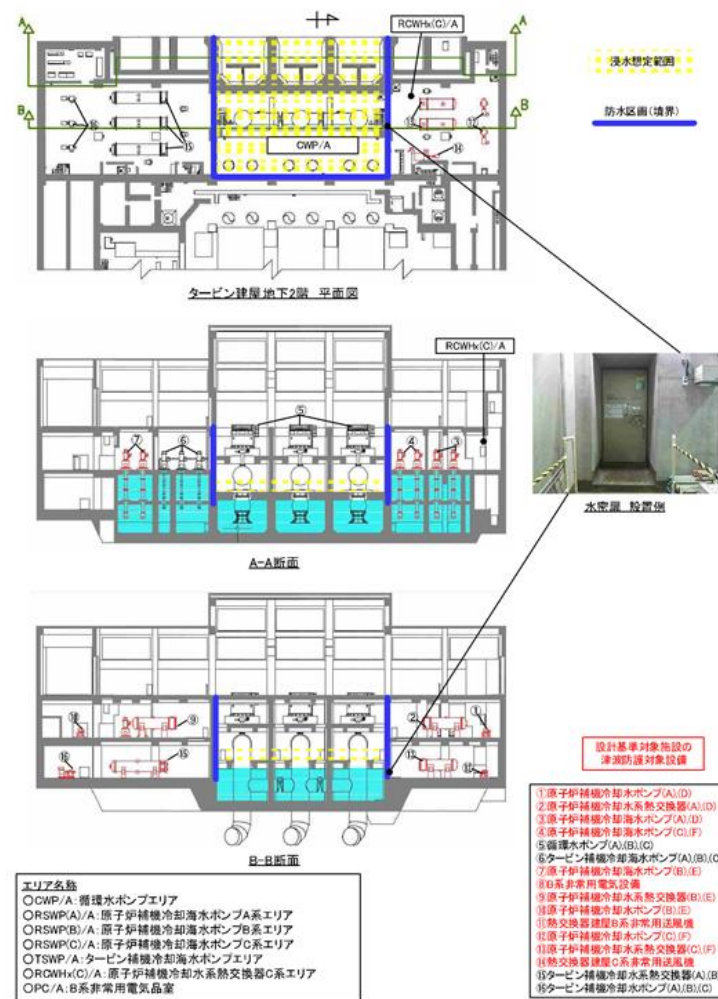 A
A
RCWHx(C)/A
浸水想定範囲
B
B
防水区画(境界)
CWP/A
⑯
⑮
⑭
タービン建屋地下2階 平面図
RCWHx(C)/A
⑤
⑦
⑥
④
③
水密扉 設置例
A-A断面
⑨
②
①
⑯
⑮
B-B断面
設計基準対象施設の
津波防護対象設備
①原子炉補機冷却水ポンプ(A),(D)
②原子炉補機冷却水系熱交換器(A),(D)
③原子炉補機冷却海水ポンプ(A),(D)
④原子炉補機冷却海水ポンプ(C),(F)
⑤循環水ポンプ(A),(B),(C)
⑥タービン補機冷却海水ポンプ(A),(B),(C
⑦原子炉補機冷却海水ポンプ(B),(E)
⑧B系非常用電気設備
⑨原子炉補機冷却水系熱交換器(B),(E)
⑩原子炉補機冷却水ポンプ(B),(E)
⑪熱交換器建屋B系非常用送風機
⑫原子炉補機冷却水ポンプ(C),(F)
⑬原子炉補機冷却水系熱交換器(C),(F)
⑭熱交換器建屋C系非常用送風機
⑮タービン補機冷却水系熱交換器(A),(B
⑯タービン補機冷却水ポンプ(A),(B),(C)
エリア名称
○CWP/A:循環水ポンプエリア
○RSWP(A)/A:原子炉補機冷却海水ポンプA系エリア
○RSWP(B)/A:原子炉補機冷却海水ポンプB系エリア
○RSWP(C)/A:原子炉補機冷却海水ポンプC系エリア
○TSWP/A:タービン補機冷却海水ポンプエリア
○RCWHx(C)/A:原子炉補機冷却水系熱交換器C系エリア
○PC/A:B系非常用電気品室